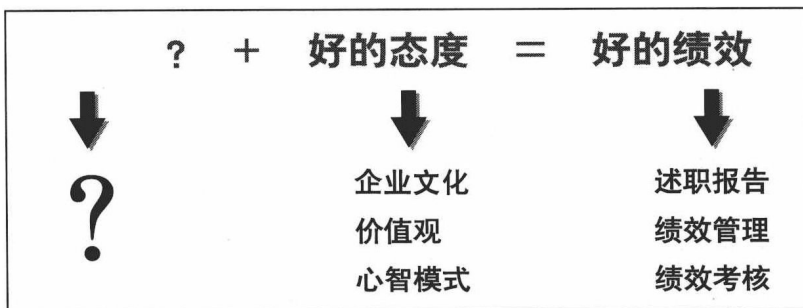 ? + 好的态度 = 好的绩效
企业文化 述职报告
? 价值观 绩效管理
心智模式 绩效考核